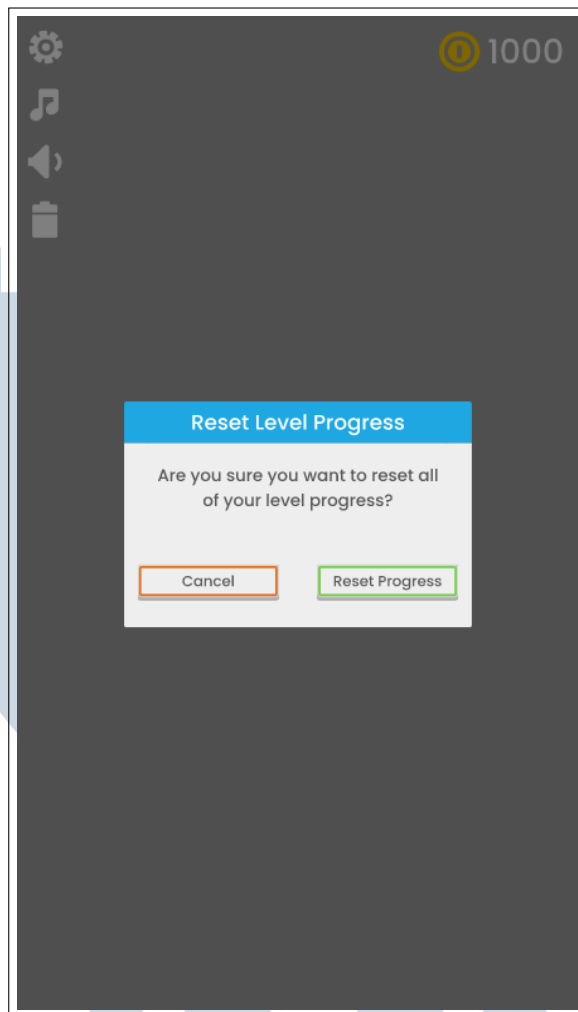 1000
Reset Level Progress
Are you sure you want to reset all
of your level progress?
Cancel
Reset Progress